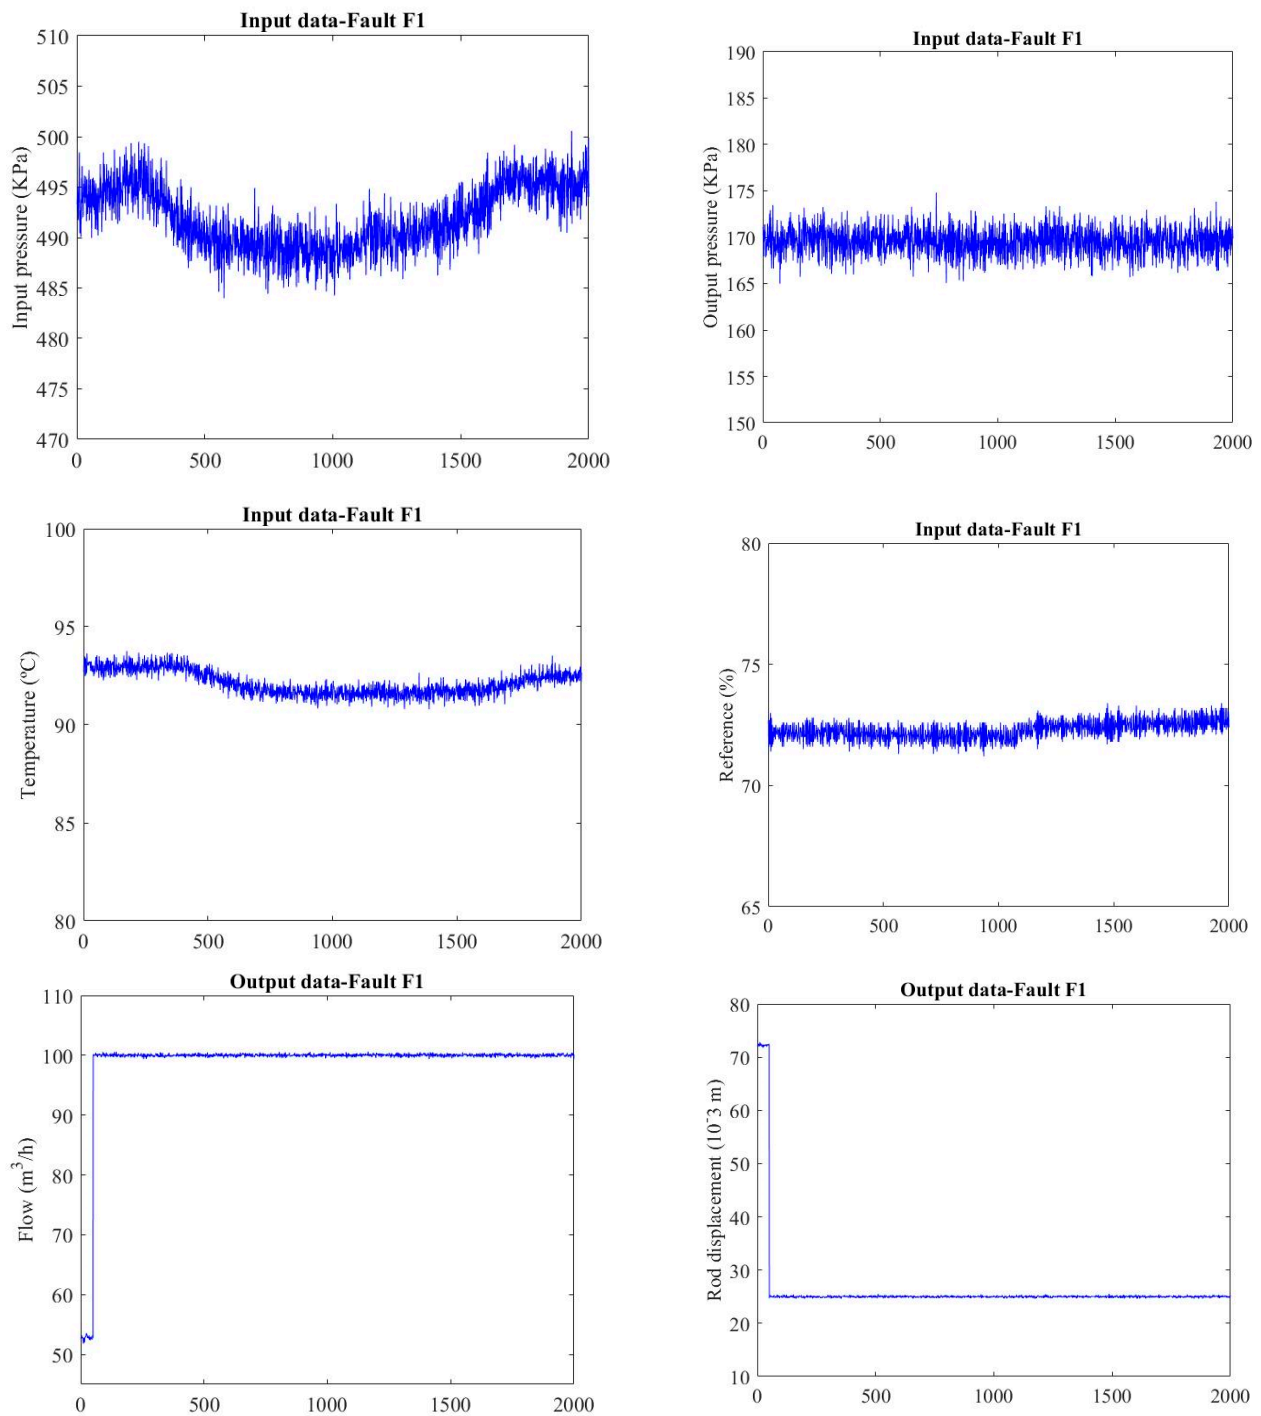 Input data-Fault F1
Input pressure (KPa)
510
505
500
495
490
485
480
475
470
0 500 1000 1500 2000
Input data-Fault F1
Output pressure (KPa)
190
185
180
175
170
165
160
155
150
0 500 1000 1500 2000
Input data-Fault F1
Temperature (ºC)
100
95
90
85
80
0 500 1000 1500 2000
Input data-Fault F1
Reference (%)
80
75
70
65
0 500 1000 1500 2000
Output data-Fault F1
Flow (m³/h)
110
100
90
80
70
60
50
0 500 1000 1500 2000
Output data-Fault F1
Rod displacement (10⁻3 m)
80
70
60
50
40
30
20
10
0 500 1000 1500 2000